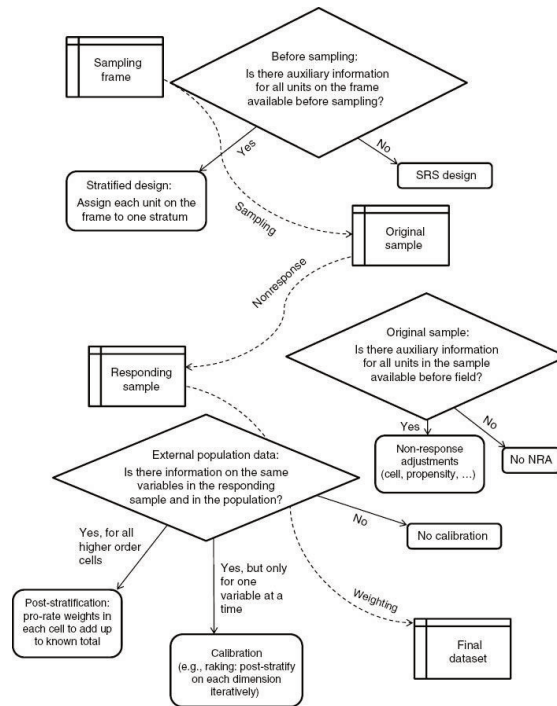 Sampling
frame
Before sampling:
Is there auxiliary information
for all units on the frame
available before sampling?
Yes
No
Stratified design:
Assign each unit on the
frame to one stratum
SRS design
Sampling
Original
sample
Nonresponse
Responding
sample
Original sample:
Is there auxiliary information
for all units in the sample
available before field?
Yes
No
Non-response
adjustments
(cell, propensity, ...)
No NRA
External population data:
Is there information on the same
variables in the responding
sample and in the population?
No
No calibration
Yes, for all
higher order
cells
Yes, but only
for one
variable at
a time
Weighting
Post-stratification:
pro-rate weights in
each cell to add up
to known total
Calibration
(e.g., raking: post-stratify
on each dimension
iteratively)
Final
dataset